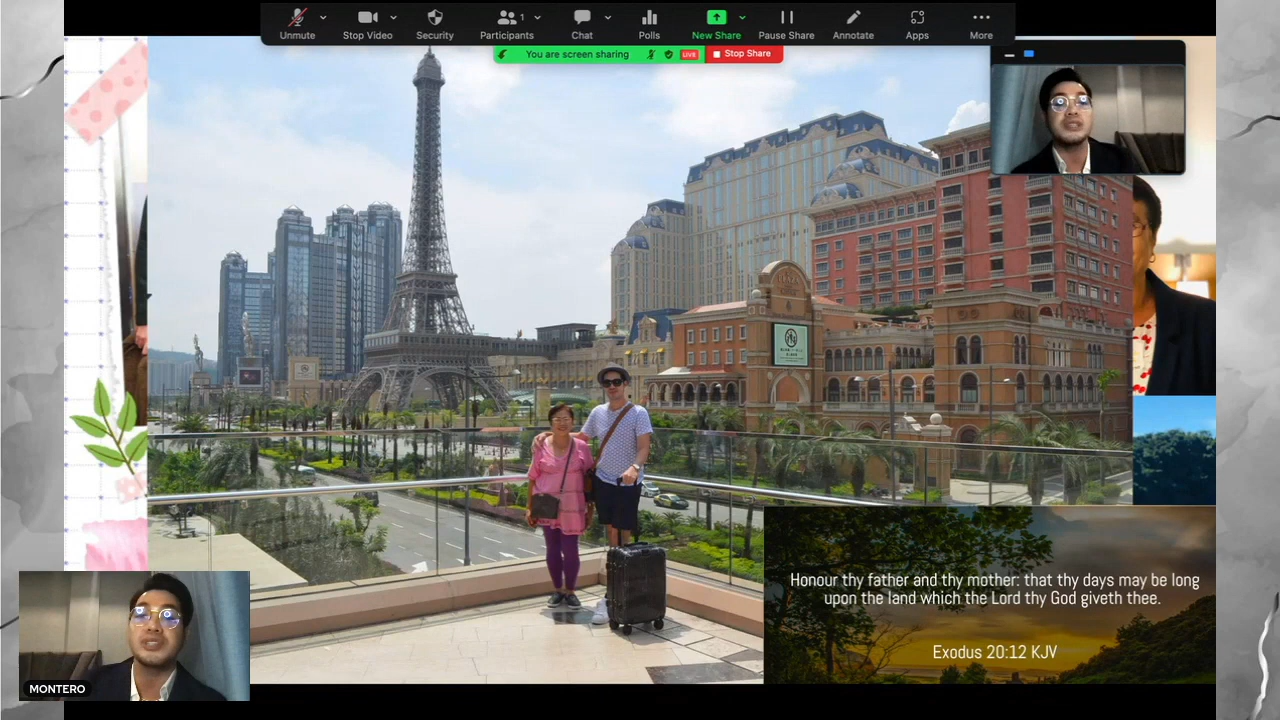 Unmute
Stop Video
Security
Participants
1
Chat
Polls
New Share
Pause Share
Annotate
Apps
More
You are screen sharing
LIVE
Stop Share
Honour thy father and thy mother: that thy days may be long
upon the land which the Lord thy God giveth thee.
Exodus 20:12 KJV
MONTERO